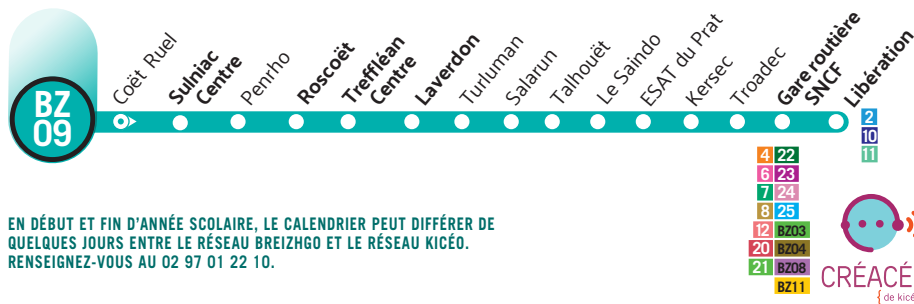 BZ
09
Coët Ruel
Sulniac
Centre
Penrho
Roscoët
Treffléan
Centre
Laverdon
Turluman
Salarun
Talhouët
Le Saindo
ESAT du Prat
Kersec
Troadec
Gare routière
SNCF
Libération
2
10
11
4 22
6 23
7 24
8 25
12 BZ03
20 BZ04
21 BZ08
BZ11
EN DÉBUT ET FIN D'ANNÉE SCOLAIRE, LE CALENDRIER PEUT DIFFÉRER DE
QUELQUES JOURS ENTRE LE RÉSEAU BREIZHGO ET LE RÉSEAU KICÉO.
RENSEIGNEZ-VOUS AU 02 97 01 22 10.
CRÉACÉ
{ de kicé